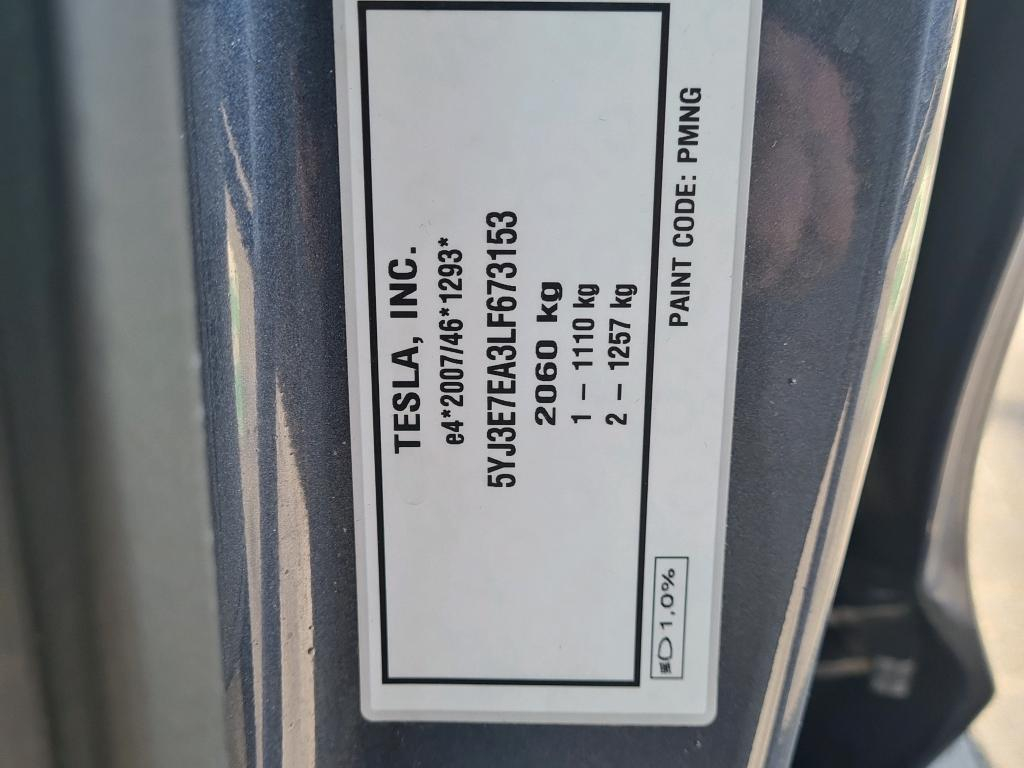 TESLA, INC.
e4*2007/46*1293*
5YJ3E7EA3LF673153
2060 kg
1 – 1110 kg
2 – 1257 kg
1,0%
PAINT CODE: PMNG